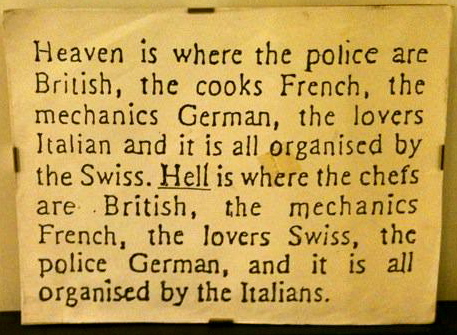 Heaven is where the police are
British, the cooks French, the
mechanics German, the lovers
Italian and it is all organised by
the Swiss. Hell is where the chefs
are British, the mechanics
French, the lovers Swiss, the
police German, and it is all
organised by the Italians.